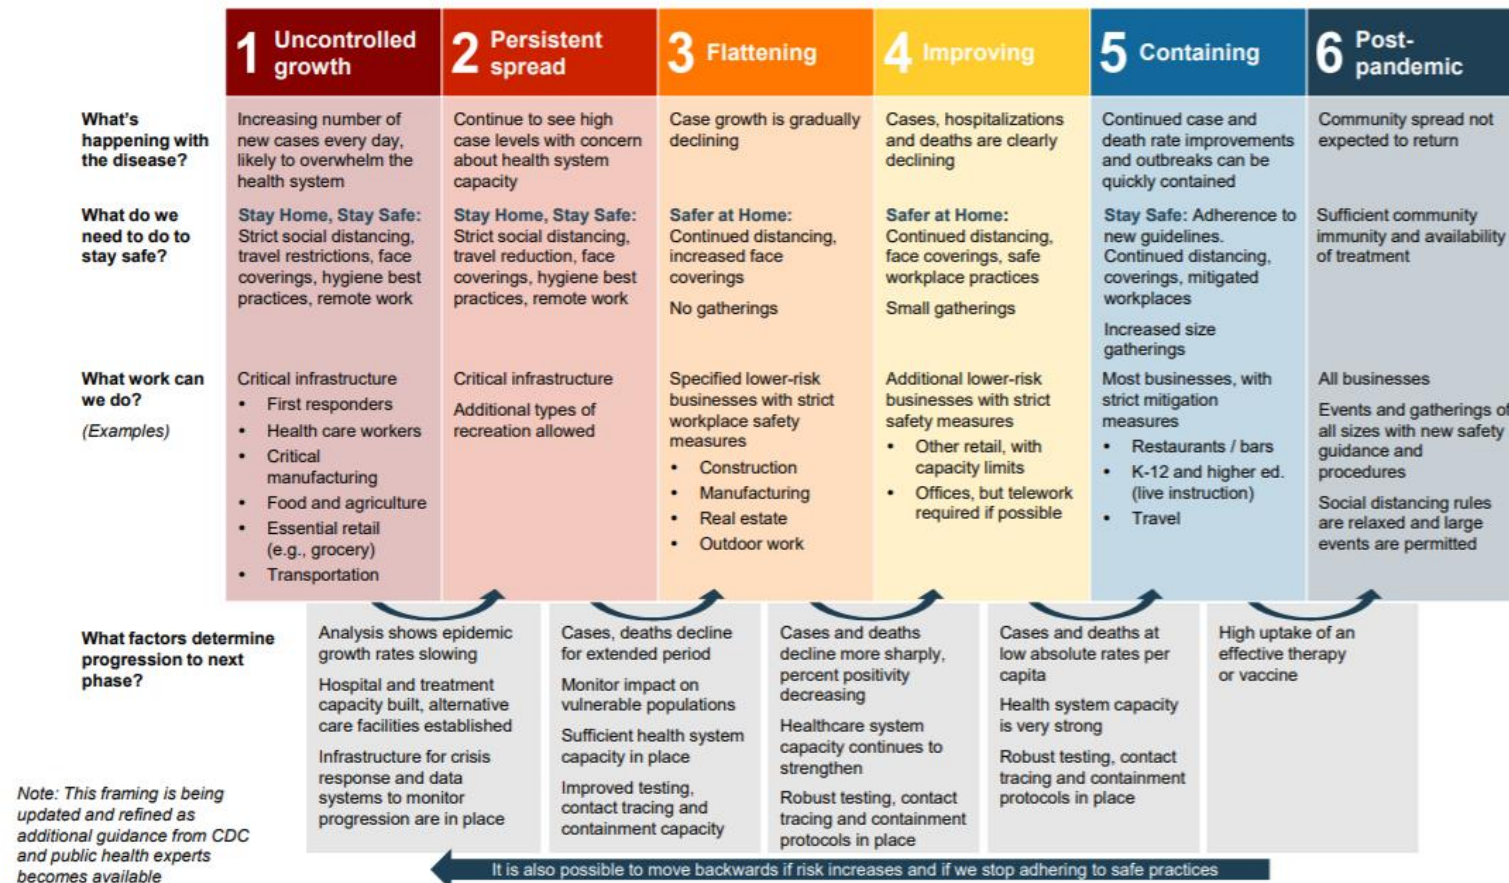 1 Uncontrolled
growth
2 Persistent
spread
3 Flattening
4 Improving
5 Containing
6 Post-
pandemic
What's
happening with
the disease?
Increasing number of
new cases every day,
likely to overwhelm the
health system
Continue to see high
case levels with concern
about health system
capacity
Case growth is gradually
declining
Cases, hospitalizations
and deaths are clearly
declining
Continued case and
death rate improvements
and outbreaks can be
quickly contained
Community spread not
expected to return
What do we
need to do to
stay safe?
Stay Home, Stay Safe:
Strict social distancing,
travel restrictions, face
coverings, hygiene best
practices, remote work
Stay Home, Stay Safe:
Strict social distancing,
travel reduction, face
coverings, hygiene best
practices, remote work
Safer at Home:
Continued distancing,
increased face
coverings
No gatherings
Safer at Home:
Continued distancing,
face coverings, safe
workplace practices
Small gatherings
Stay Safe: Adherence to
new guidelines.
Continued distancing,
coverings, mitigated
workplaces
Increased size
gatherings
Sufficient community
immunity and availability
of treatment
What work can
we do?
(Examples)
Critical infrastructure
• First responders
• Health care workers
• Critical
manufacturing
• Food and agriculture
• Essential retail
(e.g., grocery)
• Transportation
Critical infrastructure
Additional types of
recreation allowed
Specified lower-risk
businesses with strict
workplace safety
measures
• Construction
• Manufacturing
• Real estate
• Outdoor work
Additional lower-risk
businesses with strict
safety measures
• Other retail, with
capacity limits
• Offices, but telework
required if possible
Most businesses, with
strict mitigation
measures
• Restaurants / bars
• K-12 and higher ed.
(live instruction)
• Travel
All businesses
Events and gatherings of
all sizes with new safety
guidance and
procedures
Social distancing rules
are relaxed and large
events are permitted
What factors determine
progression to next
phase?
Analysis shows epidemic
growth rates slowing
Hospital and treatment
capacity built, alternative
care facilities established
Infrastructure for crisis
response and data
systems to monitor
progression are in place
Cases, deaths decline
for extended period
Monitor impact on
vulnerable populations
Sufficient health system
capacity in place
Improved testing,
contact tracing and
containment capacity
Cases and deaths
decline more sharply,
percent positivity
decreasing
Healthcare system
capacity continues to
strengthen
Robust testing, contact
tracing and containment
protocols in place
Cases and deaths at
low absolute rates per
capita
Health system capacity
is very strong
Robust testing, contact
tracing and containment
protocols in place
High uptake of an
effective therapy
or vaccine
Note: This framing is being
updated and refined as
additional guidance from CDC
and public health experts
becomes available
It is also possible to move backwards if risk increases and if we stop adhering to safe practices